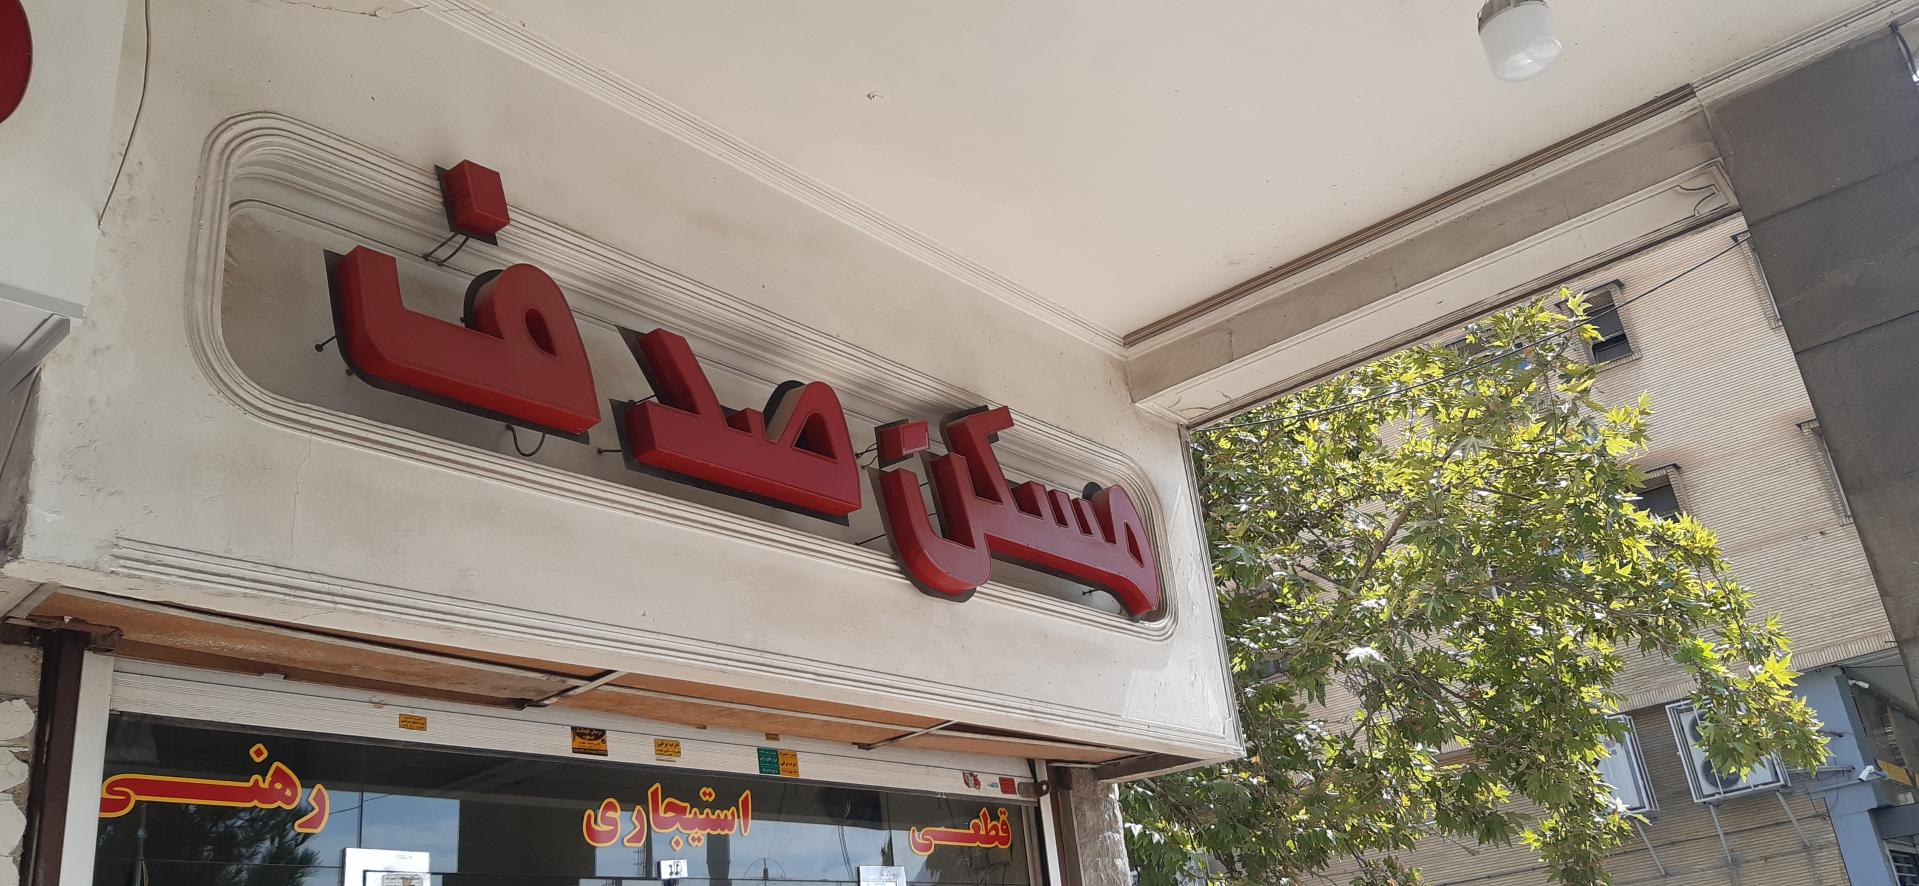 مسکن صدف
قطعی استیجاری رهنی